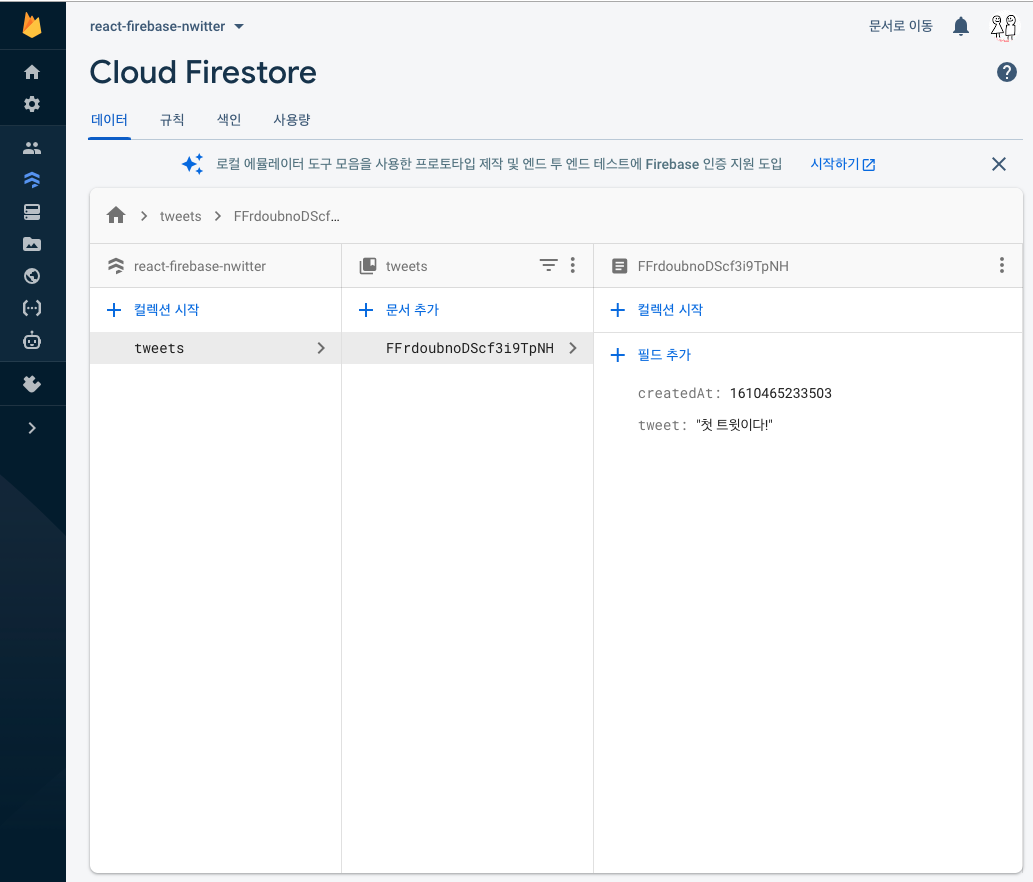 react-firebase-nwitter
문서로 이동
Cloud Firestore
데이터 규칙 색인 사용량
로컬 에뮬레이터 도구 모음을 사용한 프로토타입 제작 및 엔드 투 엔드 테스트에 Firebase 인증 지원 도입 시작하기
tweets FFrdoubnoDScf...
react-firebase-nwitter
tweets
FFrdoubnoDScf3i9TpNH
컬렉션 시작
문서 추가
컬렉션 시작
tweets
FFrdoubnoDScf3i9TpNH
필드 추가
createdAt: 1610465233503
tweet: "첫 트윗이다!"